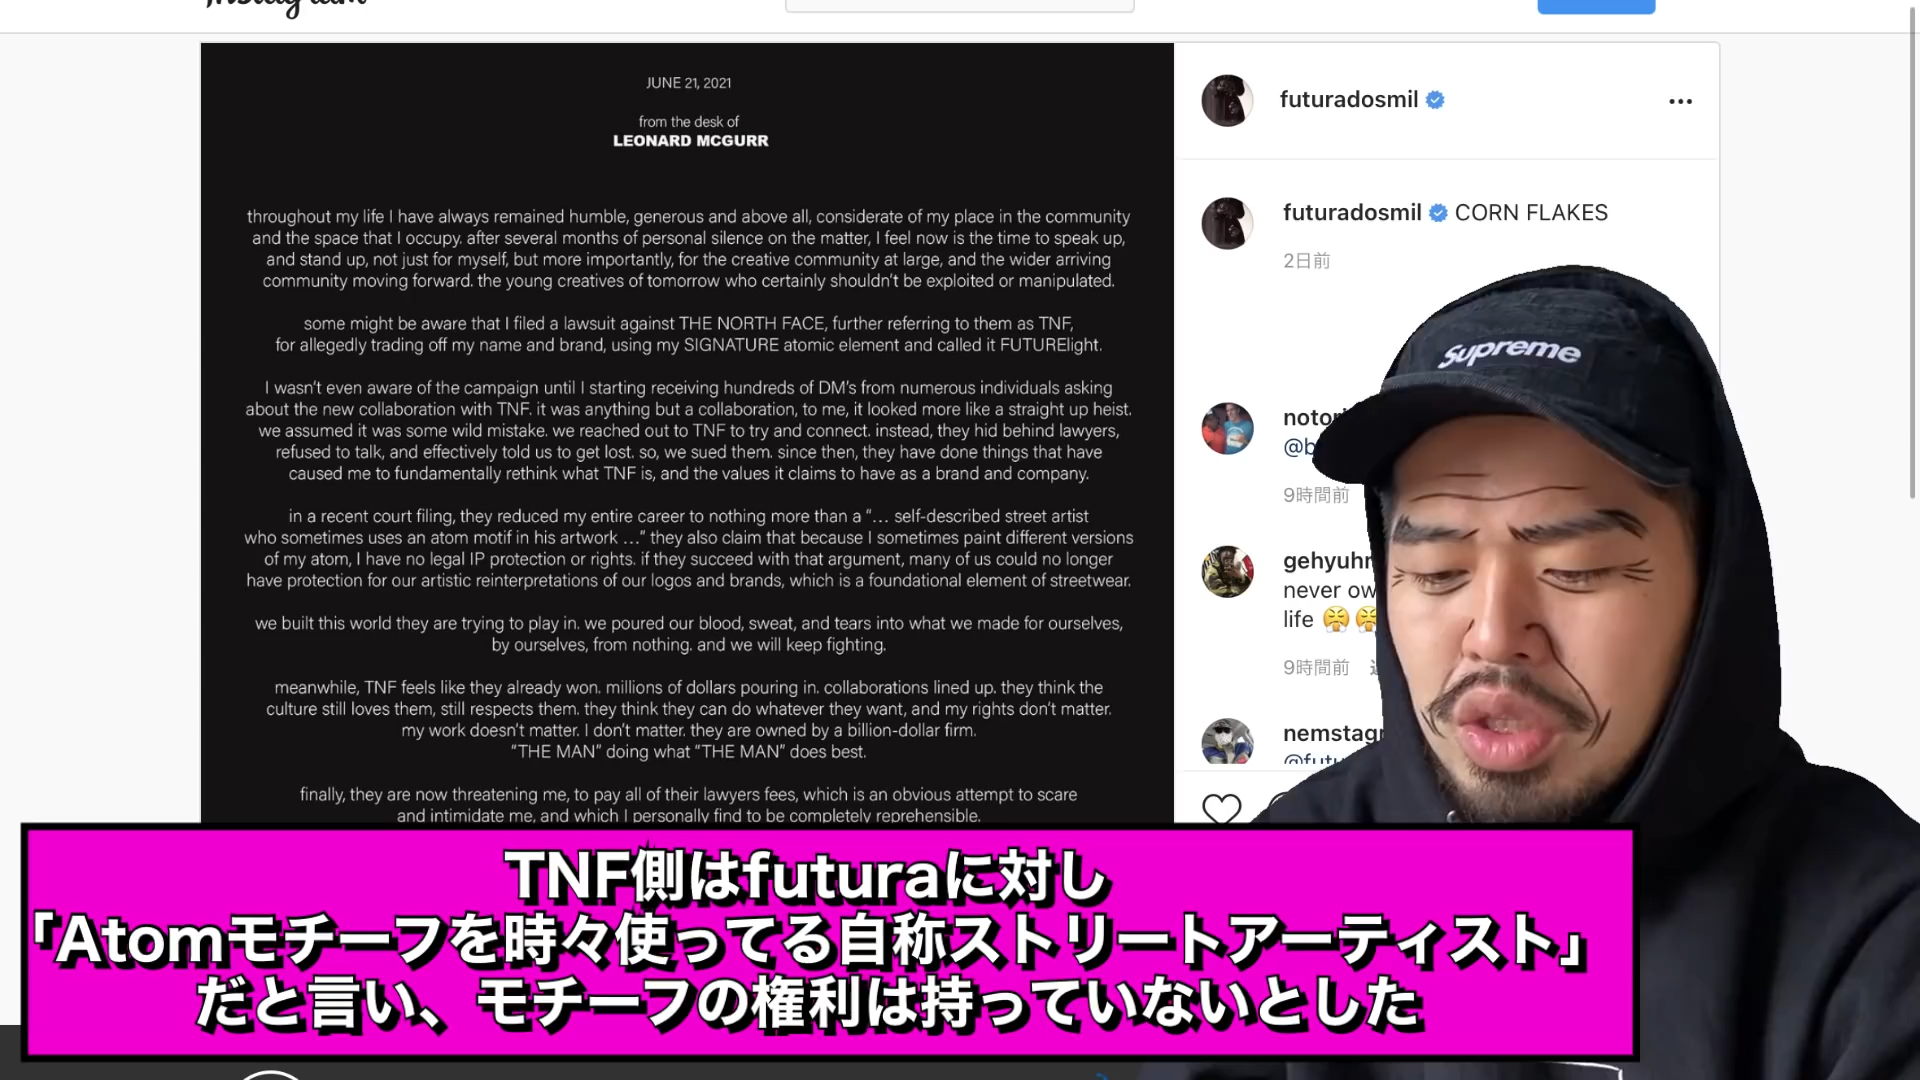 Instagram
JUNE 21, 2021
from the desk of
LEONARD MCGURR
throughout my life I have always remained humble, generous and above all, considerate of my place in the community
and the space that I occupy. after several months of personal silence on the matter, I feel now is the time to speak up,
and stand up, not just for myself, but more importantly, for the creative community at large, and the wider arriving
community moving forward. the young creatives of tomorrow who certainly shouldn't be exploited or manipulated.
some might be aware that I filed a lawsuit against THE NORTH FACE, further referring to them as TNF,
for allegedly trading off my name and brand, using my SIGNATURE atomic element and called it FUTURElight.
I wasn't even aware of the campaign until I starting receiving hundreds of DM's from numerous individuals asking
about the new collaboration with TNF. it was anything but a collaboration, to me, it looked more like a straight up heist.
we assumed it was some wild mistake. we reached out to TNF to try and connect. instead, they hid behind lawyers,
refused to talk, and effectively told us to get lost. so, we sued them. since then, they have done things that have
caused me to fundamentally rethink what TNF is, and the values it claims to have as a brand and company.
in a recent court filing, they reduced my entire career to nothing more than a "... self-described street artist
who sometimes uses an atom motif in his artwork ..." they also claim that because I sometimes paint different versions
of my atom, I have no legal IP protection or rights. if they succeed with that argument, many of us could no longer
have protection for our artistic reinterpretations of our logos and brands, which is a foundational element of streetwear.
we built this world they are trying to play in. we poured our blood, sweat, and tears into what we made for ourselves,
by ourselves, from nothing. and we will keep fighting.
meanwhile, TNF feels like they already won. millions of dollars pouring in. collaborations lined up. they think the
culture still loves them, still respects them. they think they can do whatever they want, and my rights don't matter.
my work doesn't matter. I don't matter. they are owned by a billion-dollar firm.
"THE MAN" doing what "THE MAN" does best.
finally, they are now threatening me, to pay all of their lawyers fees, which is an obvious attempt to scare
and intimidate me, and which I personally find to be completely reprehensible.
futuradosmil
futuradosmil CORN FLAKES
2日前
9時間前
never ow
life 😤😤
9時間前
Supreme
TNF側はfuturaに対し
「Atomモチーフを時々使ってる自称ストリートアーティスト」
だと言い、モチーフの権利は持っていないとした